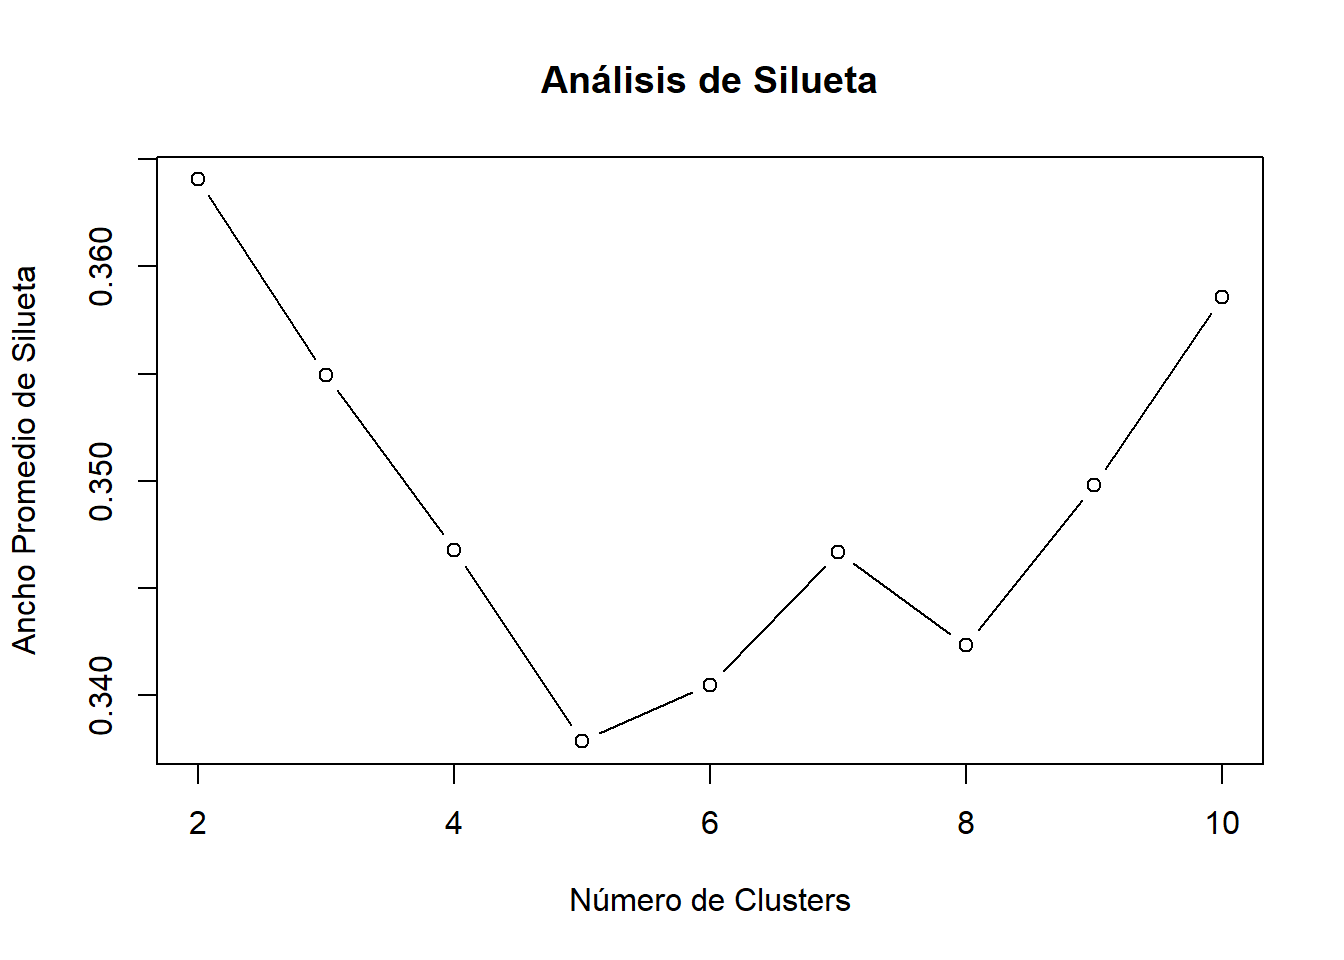 Análisis de Silueta
Ancho Promedio de Silueta
0.360
0.350
0.340
2 4 6 8 10
Número de Clusters